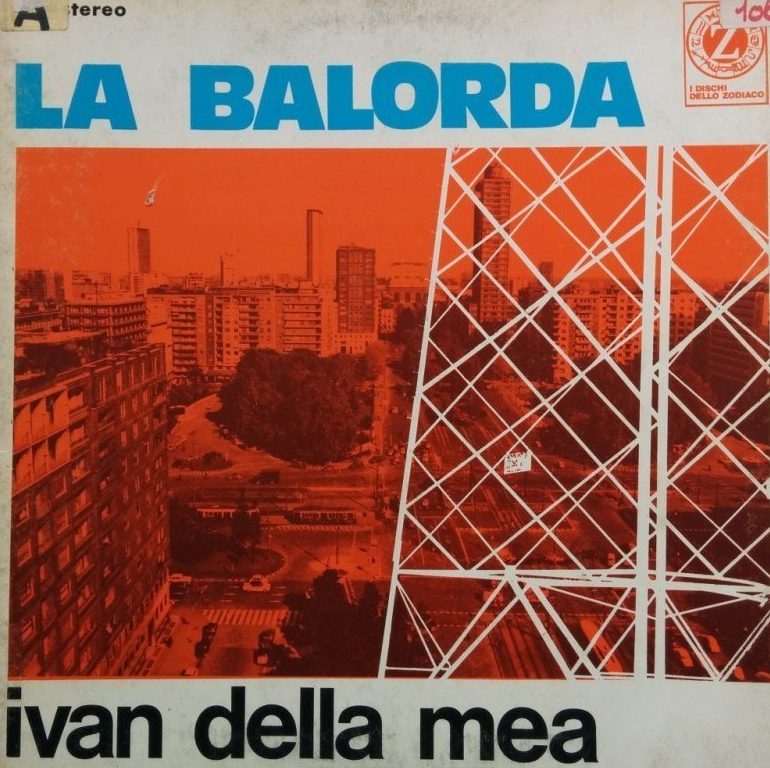 A stereo
106
Z
I DISCHI
DELLO ZODIACO
LA BALORDA
ivan della mea